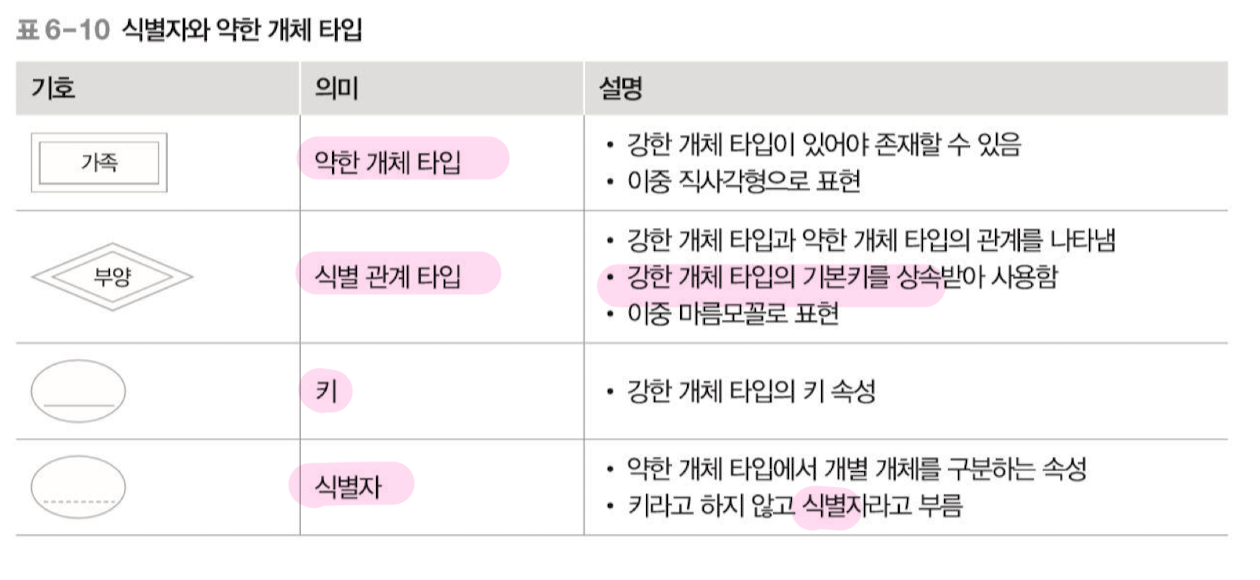 표 6-10 식별자와 약한 개체 타입
기호 의미 설명
가족
약한 개체 타입
• 강한 개체 타입이 있어야 존재할 수 있음
• 이중 직사각형으로 표현
부양
식별 관계 타입
• 강한 개체 타입과 약한 개체 타입의 관계를 나타냄
• 강한 개체 타입의 기본키를 상속받아 사용함
• 이중 마름모꼴로 표현
키
• 강한 개체 타입의 키 속성
식별자
• 약한 개체 타입에서 개별 개체를 구분하는 속성
• 키라고 하지 않고 식별자라고 부름